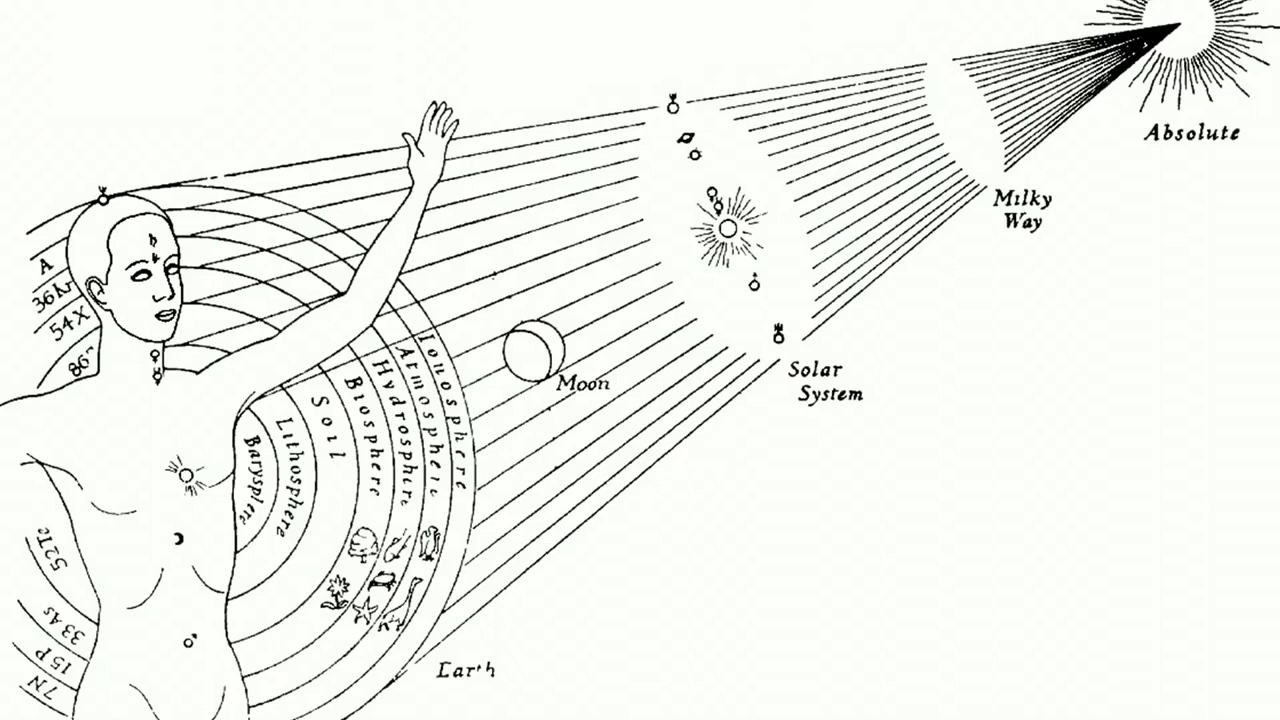 Absolute
Milky
Way
Solar
System
Moon
Earth
Ionosphere
Atmosphere
Hydrosphere
Biosphere
Soil
Lithosphere
Barysphere
A
36Kr
54X
86
52Te
33As
15P
7N